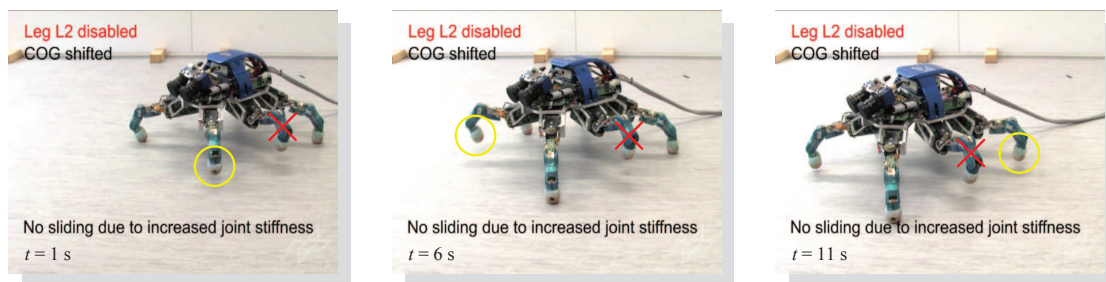 Leg L2 disabled
COG shifted
No sliding due to increased joint stiffness
t = 1 s
Leg L2 disabled
COG shifted
No sliding due to increased joint stiffness
t = 6 s
Leg L2 disabled
COG shifted
No sliding due to increased joint stiffness
t = 11 s